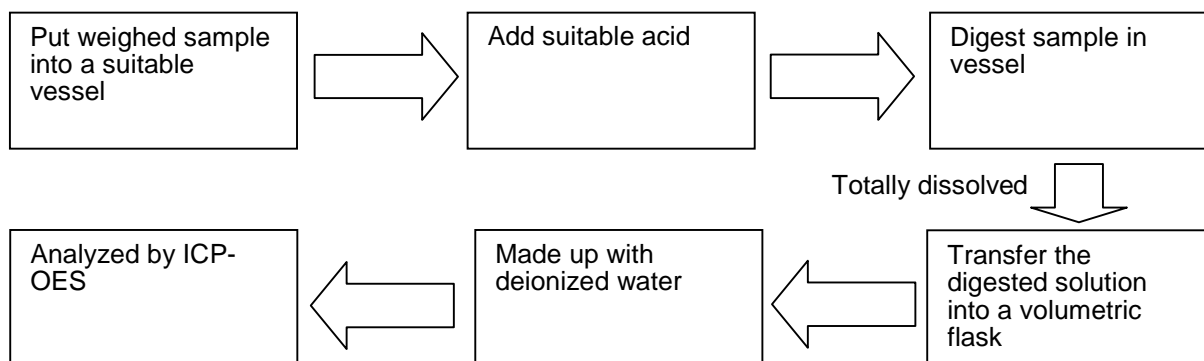 Put weighed sample
into a suitable
vessel
Add suitable acid
Digest sample in
vessel
Totally dissolved
Transfer the
digested solution
into a volumetric
flask
Made up with
deionized water
Analyzed by ICP-
OES